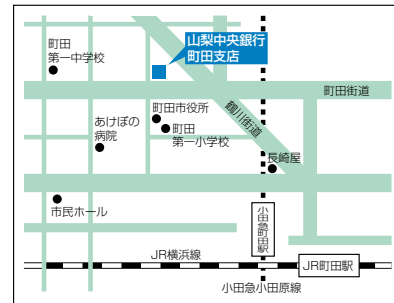 町田
第一中学校
山梨中央銀行
町田支店
町田街道
鶴川街道
町田市役所
町田
第一小学校
あけぼの
病院
長崎屋
市民ホール
小田急町田駅
JR横浜線
JR町田駅
小田急小田原線